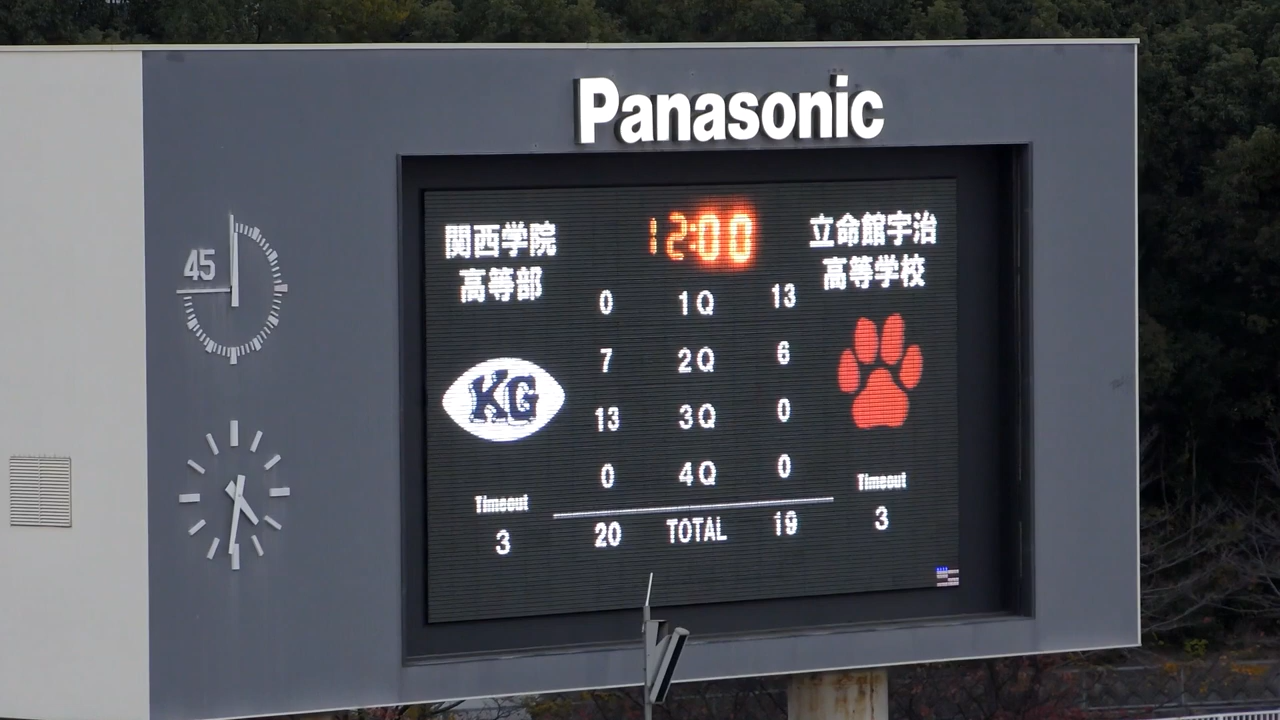 Panasonic
45
関西学院
高等部
12:00
立命館宇治
高等学校
0 1Q 13
7 2Q 6
KG
13 3Q 0
0 4Q 0
Timeout
3
Timeout
3
20 TOTAL 19